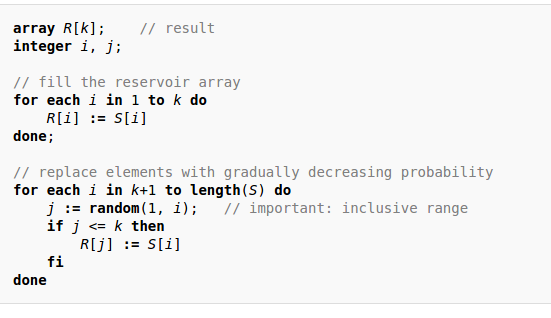 array R[k];    // result
integer i, j;

// fill the reservoir array
for each i in 1 to k do
    R[i] := S[i]
done;

// replace elements with gradually decreasing probability
for each i in k+1 to length(S) do
    j := random(1, i);   // important: inclusive range
    if j <= k then
        R[j] := S[i]
    fi
done